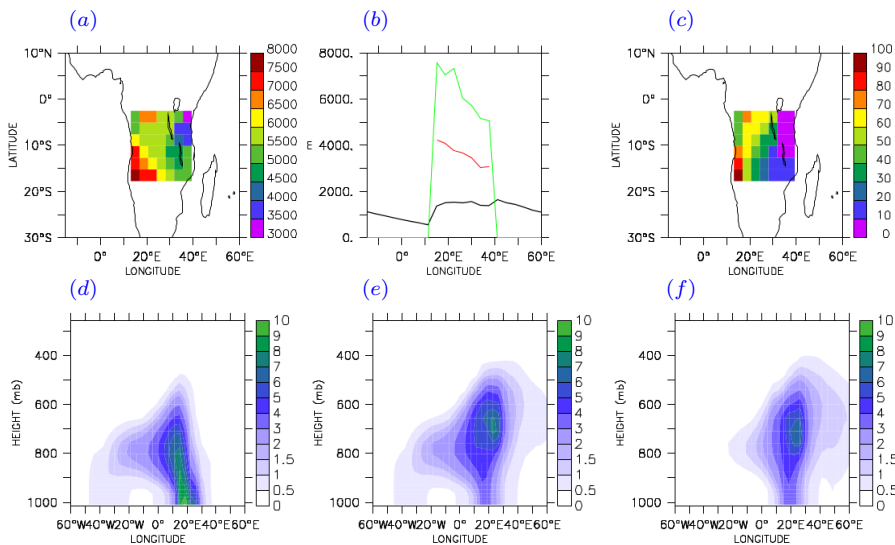 (a) (b) (c)
10°N 8000 7500 7000 6500 6000 5500 5000 4500 4000 3500 3000
0°
10°S
20°S
30°S
LATITUDE
0° 20°E 40°E 60°E
LONGITUDE
8000. 6000. 4000. 2000. 0.
m
0° 20°E 40°E 60°E
LONGITUDE
10°N 0° 10°S 20°S 30°S
LATITUDE
100 90 80 70 60 50 40 30 20 10 0
0° 20°E 40°E 60°E
LONGITUDE
(d) (e) (f)
400 600 800 1000
HEIGHT (mb)
10 9 8 7 6 5 4 3 2 1.5 1 0.5 0
60°W 40°W 20°W 0° 20°E 40°E 60°E
LONGITUDE
400 600 800 1000
HEIGHT (mb)
10 9 8 7 6 5 4 3 2 1.5 1 0.5 0
60°W 40°W 20°W 0° 20°E 40°E 60°E
LONGITUDE
400 600 800 1000
HEIGHT (mb)
10 9 8 7 6 5 4 3 2 1.5 1 0.5 0
60°W 40°W 20°W 0° 20°E 40°E 60°E
LONGITUDE